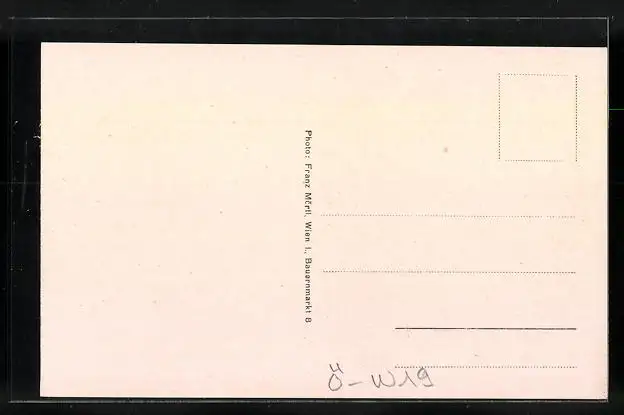 Photo: Franz Mörtl, Wien I., Bauernmarkt 8
Ö-W19